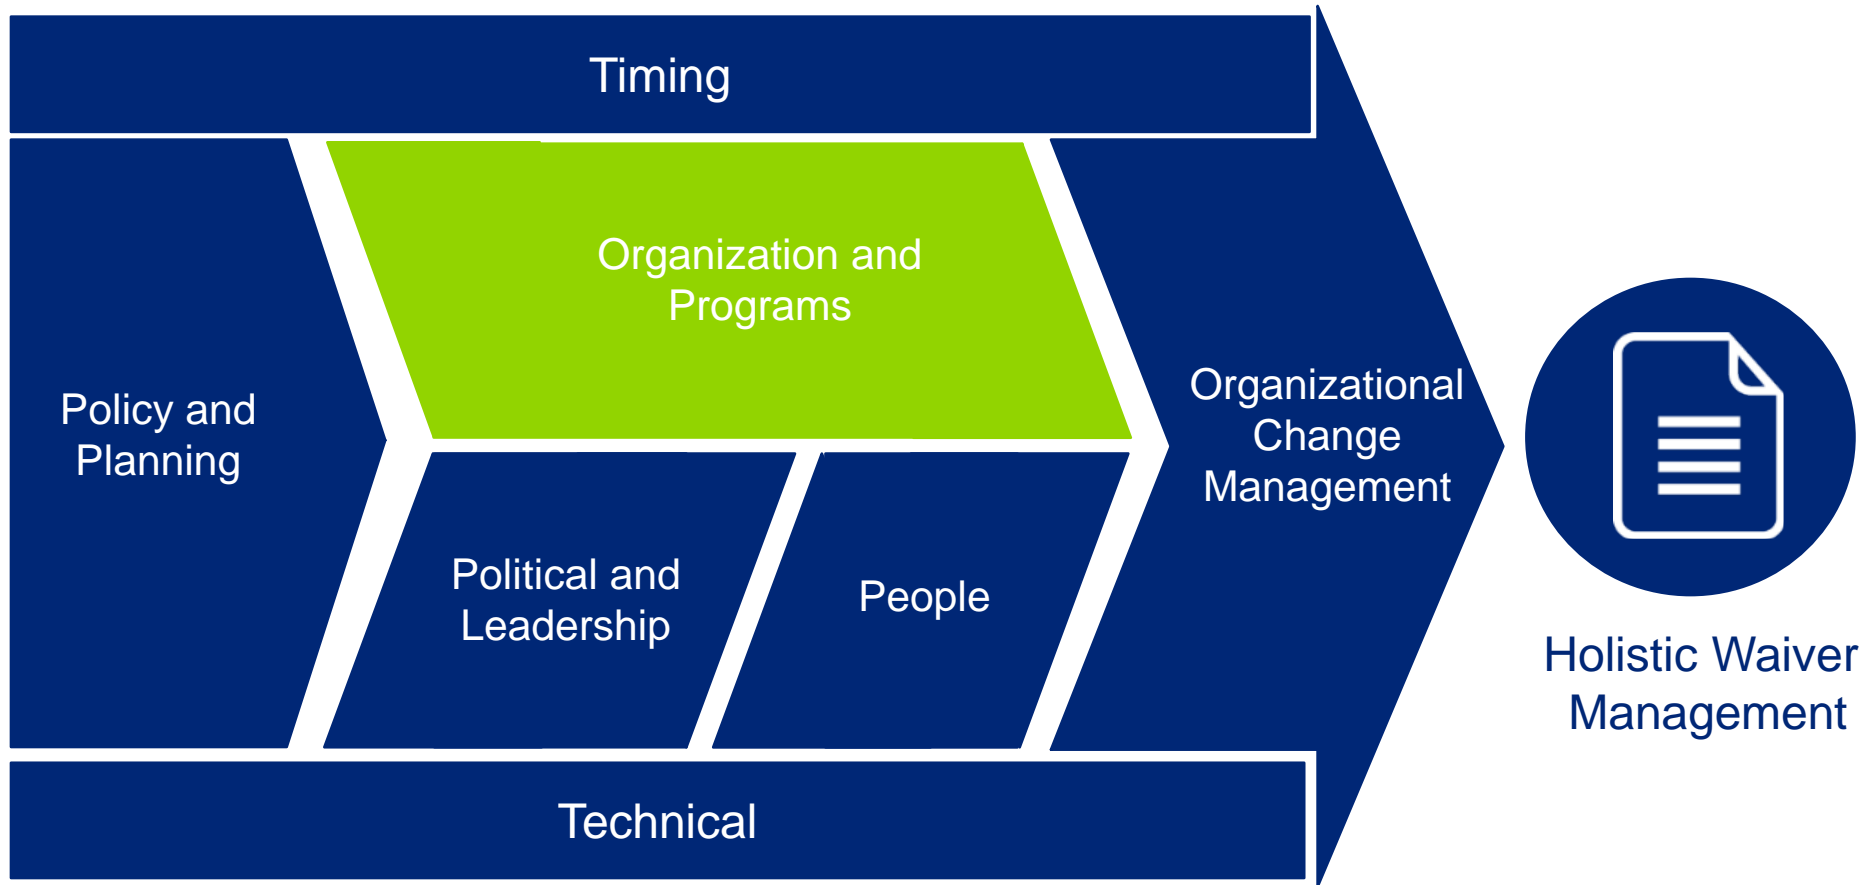 Timing
Policy and
Planning
Organization and
Programs
Political and
Leadership
People
Organizational
Change
Management
Technical
Holistic Waiver
Management